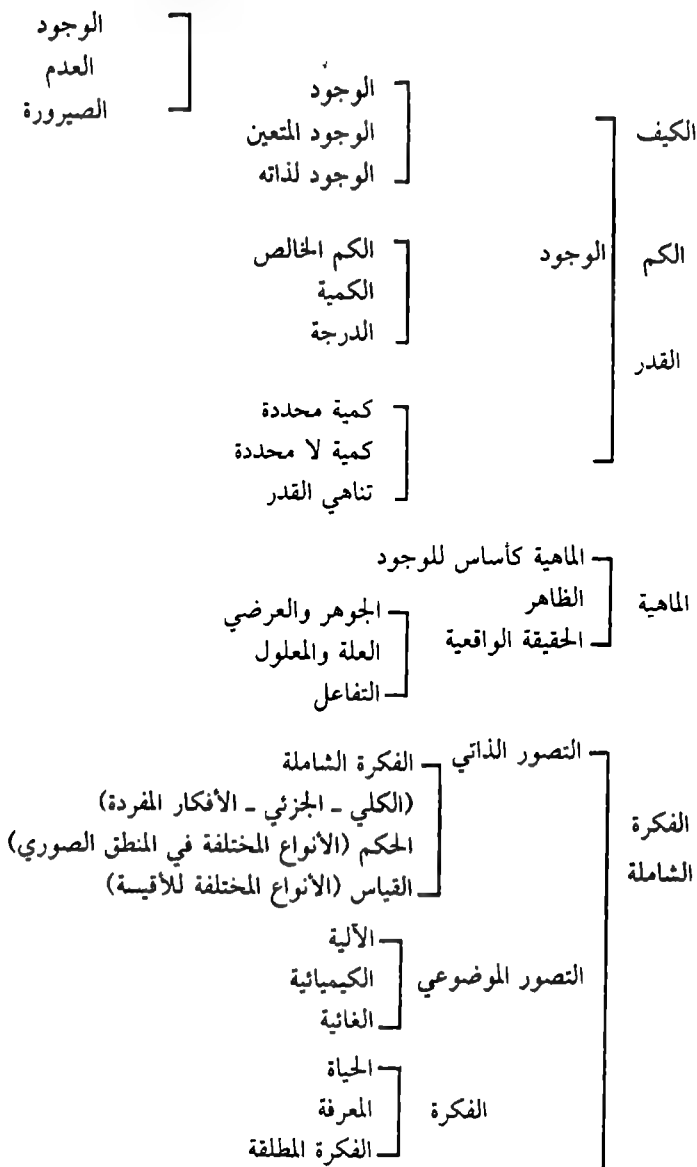 الوجود
العدم
الصيرورة
الكيف
الكم
القدر
الوجود
الوجود
الوجود المتعين
الوجود لذاته
الكم الخالص
الكمية
الدرجة
كمية محددة
كمية لا محددة
تناهي القدر
الماهية
الماهية كأساس للوجود
الظاهر
الحقيقة الواقعية
الجوهر والعرضي
العلة والمعلول
التفاعل
الفكرة
الشاملة
التصور الذاتي
الفكرة الشاملة
(الكلي - الجزئي - الأفكار المفردة)
الحكم (الأنواع المختلفة في المنطق الصوري)
القياس (الأنواع المختلفة للأقيسة)
التصور الموضوعي
الآلية
الكيميائية
الغائية
الفكرة
الحياة
المعرفة
الفكرة المطلقة